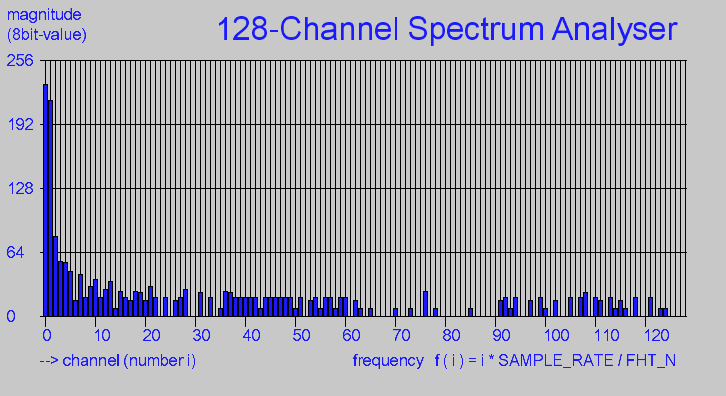 magnitude
(8bit-value)
128-Channel Spectrum Analyser
256
192
128
64
0
0 10 20 30 40 50 60 70 80 90 100 110 120
--> channel (number i)
frequency f ( i ) = i * SAMPLE_RATE / FHT_N